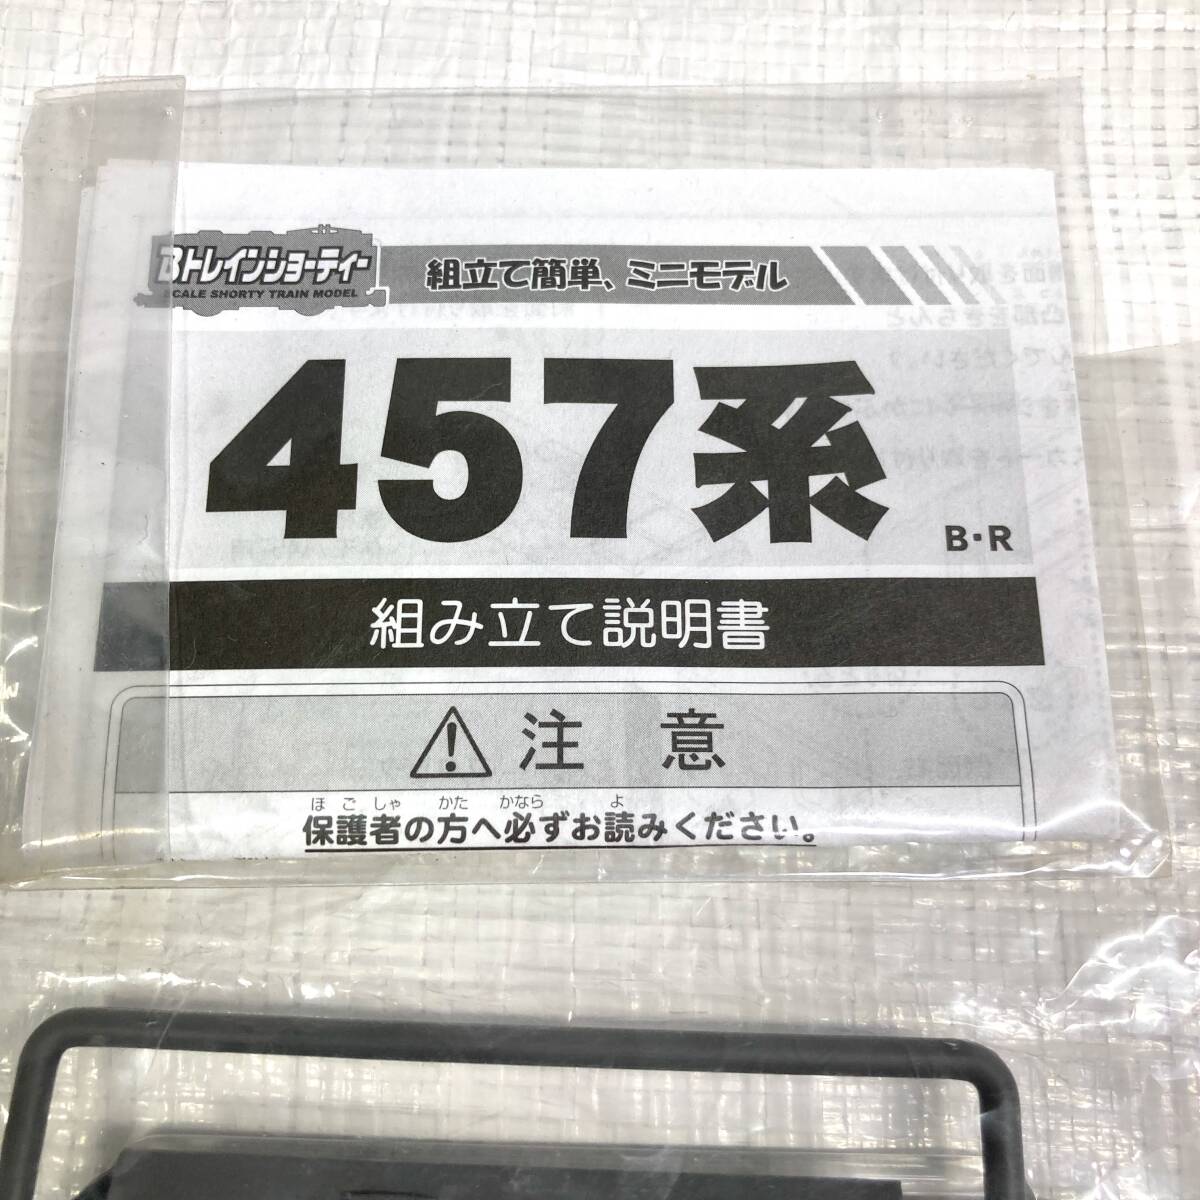 Bトレインショーティー
SCALE SHORTY TRAIN MODEL
組立て簡単、ミニモデル
457系
B・R
組み立て説明書
注意
ほごしゃ かた かなら よ
保護者の方へ必ずお読みください。